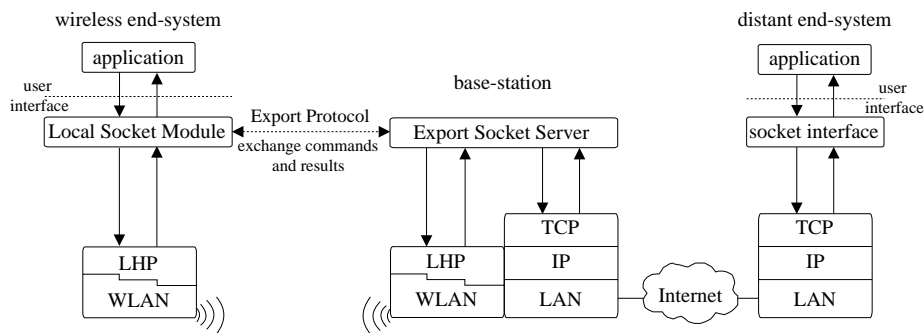 wireless end-system
distant end-system
application
application
base-station
user
interface
user
interface
Export Protocol
Local Socket Module
Export Socket Server
socket interface
exchange commands
and results
TCP
TCP
LHP
LHP
IP
IP
WLAN
WLAN
LAN
Internet
LAN